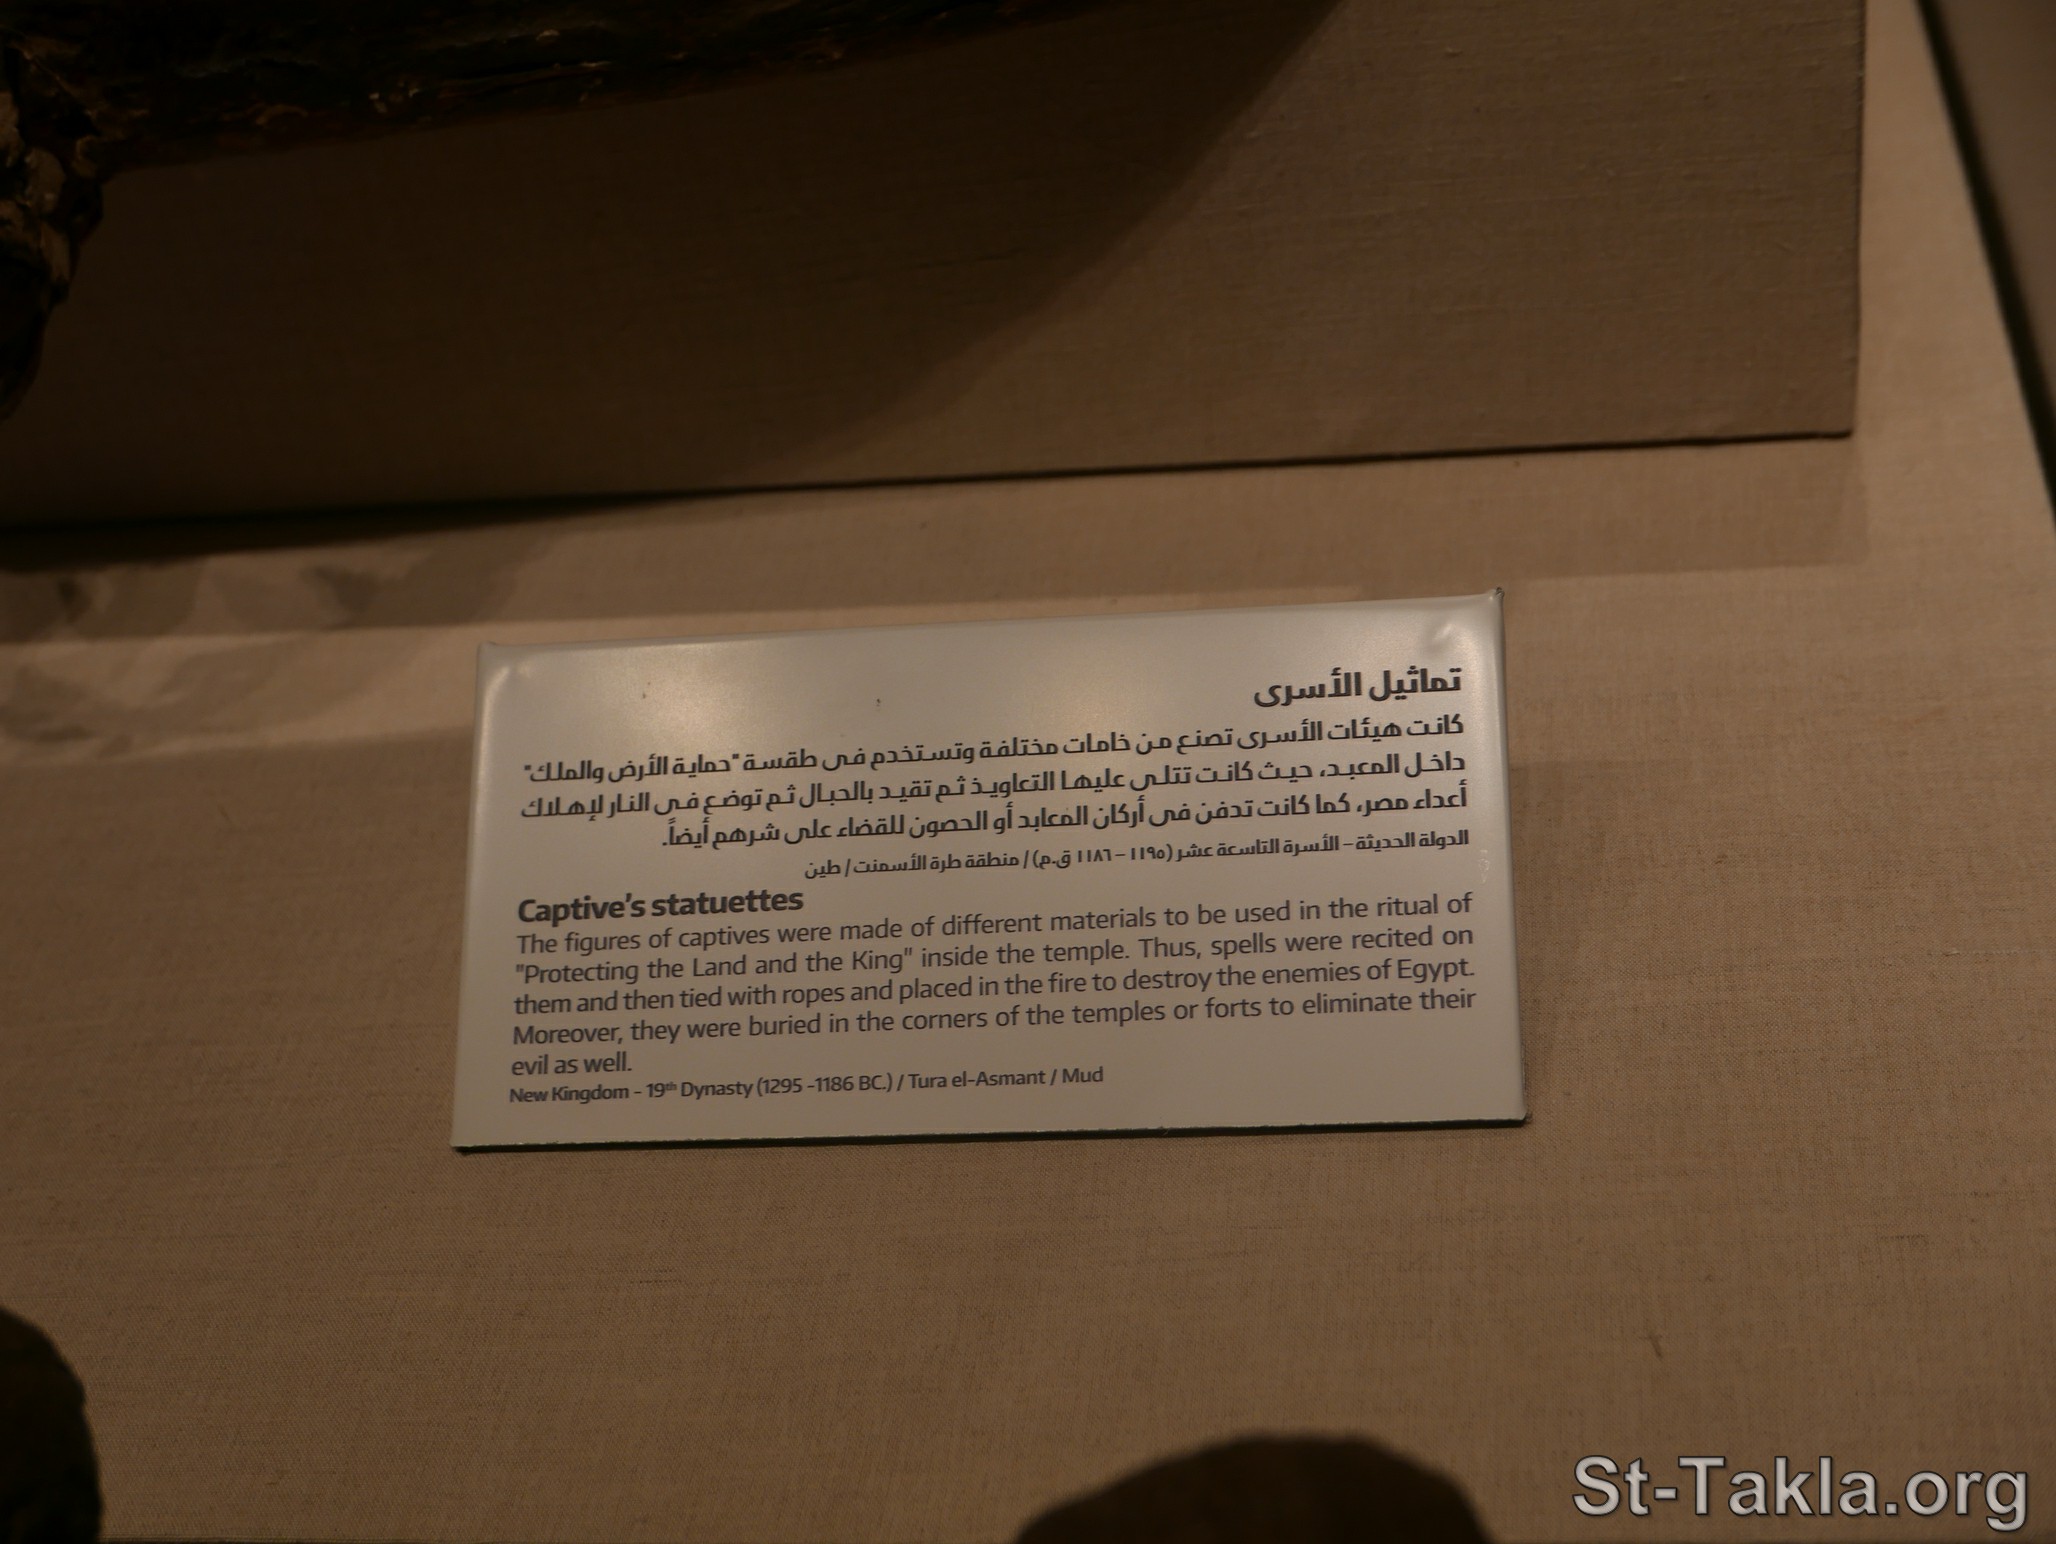 تماثيل الأسرى
كانت هيئات الأسرى تصنع من خامات مختلفة وتستخدم فى طقسة "حماية الأرض والملك"
داخل المعبد، حيث كانت تتلى عليها التعاويذ ثم تقيد بالحبال ثم توضع فى النار لإهلاك
أعداء مصر، كما كانت تدفن فى أركان المعابد أو الحصون للقضاء على شرهم أيضاً.
الدولة الحديثة – الأسرة التاسعة عشر (١١٩٥ – ١١٨٦ ق.م) / منطقة طرة الأسمنت / طين
Captive's statuettes
The figures of captives were made of different materials to be used in the ritual of
"Protecting the Land and the King" inside the temple. Thus, spells were recited on
them and then tied with ropes and placed in the fire to destroy the enemies of Egypt.
Moreover, they were buried in the corners of the temples or forts to eliminate their
evil as well.
New Kingdom - 19th Dynasty (1295 -1186 BC.) / Tura el-Asmant / Mud
St-Takla.org